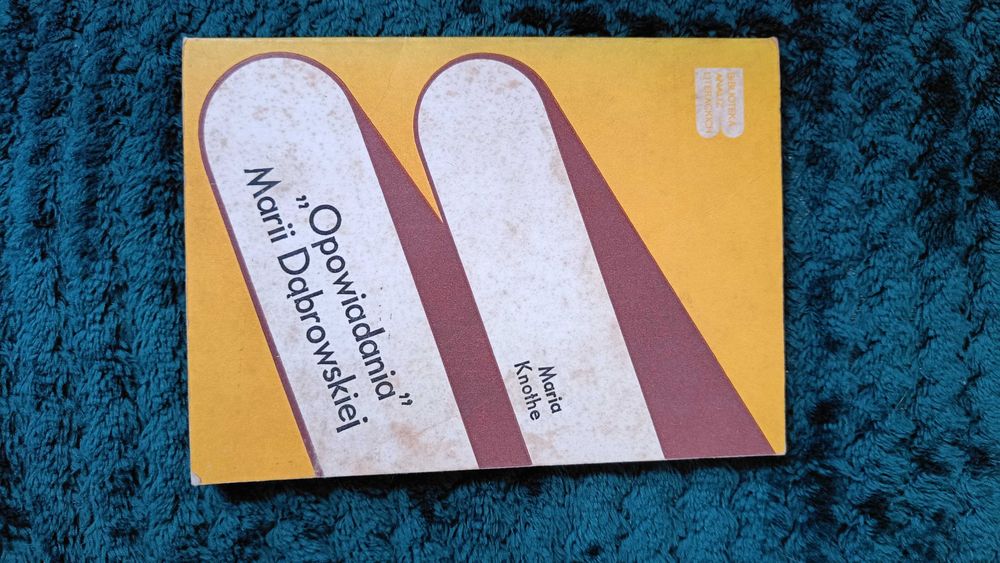 BIBLIOTEKA
ANALIZ
LITERACKICH
„Opowiadania”
Marii Dąbrowskiej
Maria
Knothe